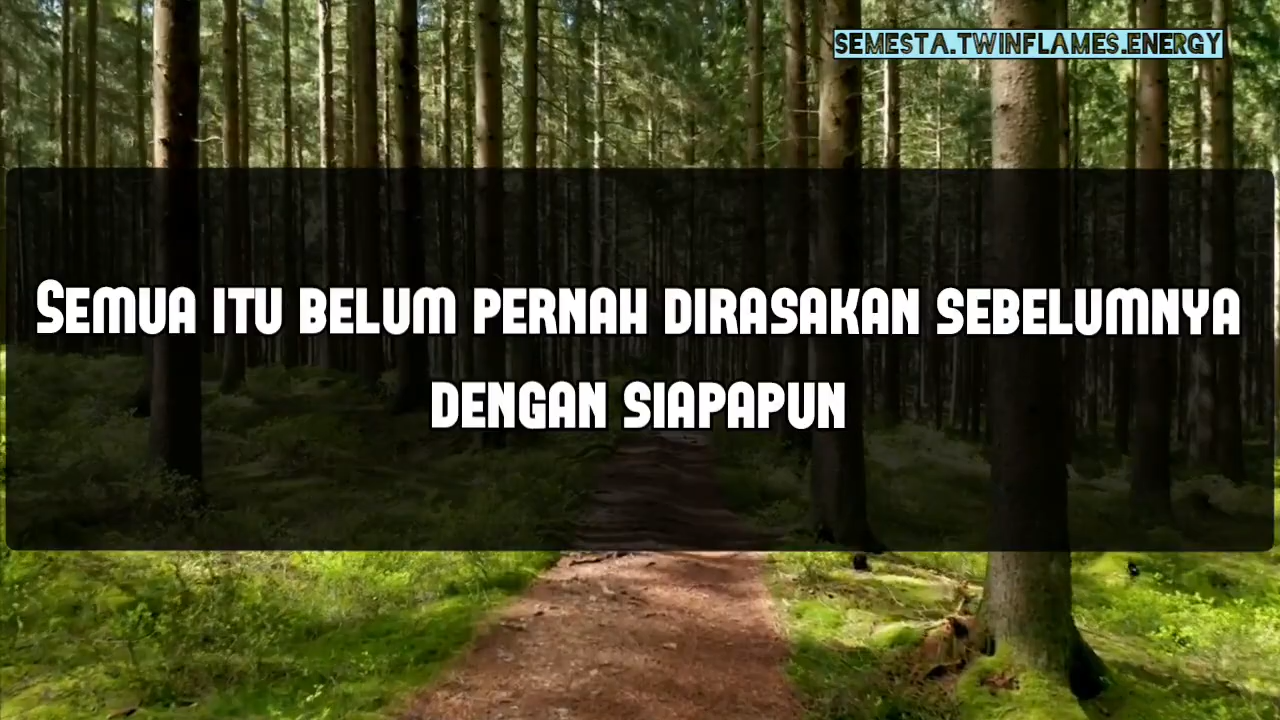 SEMESTA.TWINFLAMES.ENERGY
SEMUA ITU BELUM PERNAH DIRASAKAN SEBELUMNYA
DENGAN SIAPAPUN